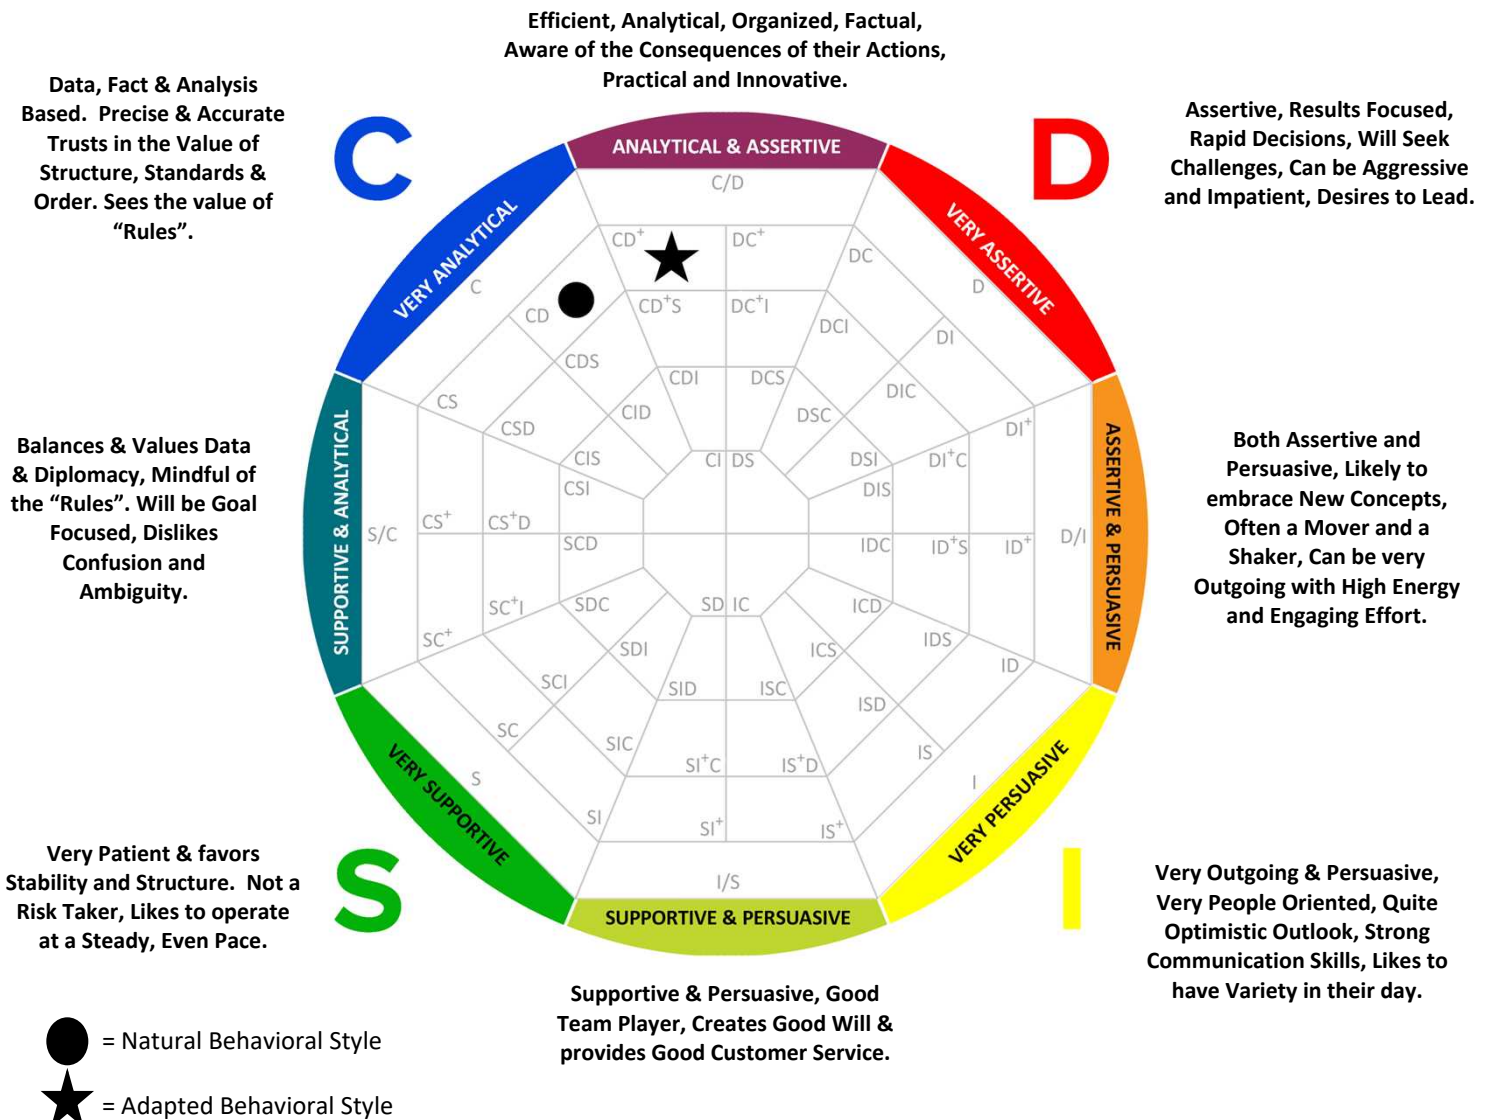 Efficient, Analytical, Organized, Factual,
Aware of the Consequences of their Actions,
Practical and Innovative.
Data, Fact & Analysis
Based.  Precise & Accurate
Trusts in the Value of
Structure, Standards &
Order. Sees the value of
“Rules”.
C
D
Assertive, Results Focused,
Rapid Decisions, Will Seek
Challenges, Can be Aggressive
and Impatient, Desires to Lead.
ANALYTICAL & ASSERTIVE
VERY ANALYTICAL
VERY ASSERTIVE
C/D
CD⁺
DC⁺
DC
C
D
CD
CD⁺S
DC⁺I
DCI
DI
CDS
CDI
DCS
DIC
CS
CID
DSC
CSD
DI⁺
CIS
CI
DS
DSI
DI⁺C
CSI
DIS
S/C
CS⁺
CS⁺D
SCD
IDC
ID⁺S
ID⁺
D/I
SC⁺I
SDC
SD
IC
ICD
SC⁺
SDI
ICS
IDS
ID
SCI
SID
ISC
ISD
SC
SIC
SI⁺C
IS⁺D
IS
S
I
SI
SI⁺
IS⁺
I/S
SUPPORTIVE & ANALYTICAL
ASSERTIVE & PERSUASIVE
VERY SUPPORTIVE
VERY PERSUASIVE
SUPPORTIVE & PERSUASIVE
Balances & Values Data
& Diplomacy, Mindful of
the “Rules”. Will be Goal
Focused, Dislikes
Confusion and
Ambiguity.
Both Assertive and
Persuasive, Likely to
embrace New Concepts,
Often a Mover and a
Shaker, Can be very
Outgoing with High Energy
and Engaging Effort.
Very Patient & favors
Stability and Structure.  Not a
Risk Taker, Likes to operate
at a Steady, Even Pace.
S
I
Very Outgoing & Persuasive,
Very People Oriented, Quite
Optimistic Outlook, Strong
Communication Skills, Likes to
have Variety in their day.
Supportive & Persuasive, Good
Team Player, Creates Good Will &
provides Good Customer Service.
= Natural Behavioral Style
= Adapted Behavioral Style